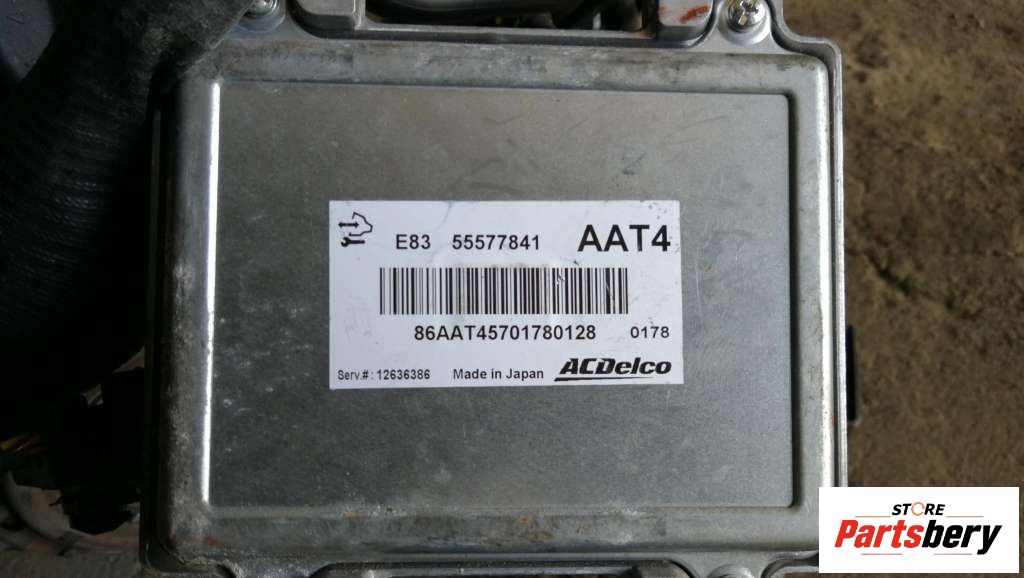 E83 55577841 AAT4
86AAT45701780128 0178
Serv.#: 12636386 Made in Japan ACDelco
STORE
Partsbery